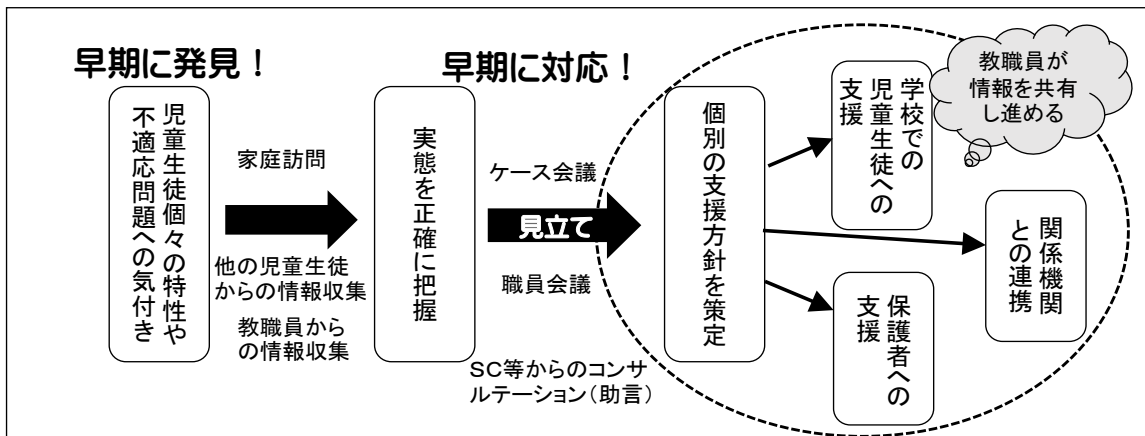 早期に発見！
児童生徒個々の特性や
不適応問題への気付き
家庭訪問
他の児童生徒
からの情報収集
教職員から
の情報収集
実態を正確に把握
早期に対応！
ケース会議
見立て
職員会議
SC等からのコンサ
ルテーション（助言）
個別の支援方針を策定
学校での
児童生徒への
支援
関係機関
との連携
保護者への
支援
教職員が
情報を共有
し進める